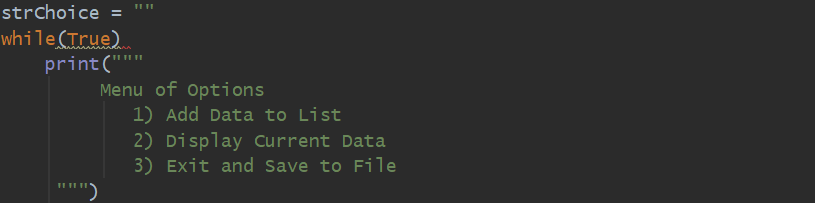 strChoice = ""
while(True)
print("""
Menu of Options
1) Add Data to List
2) Display Current Data
3) Exit and Save to File
""")